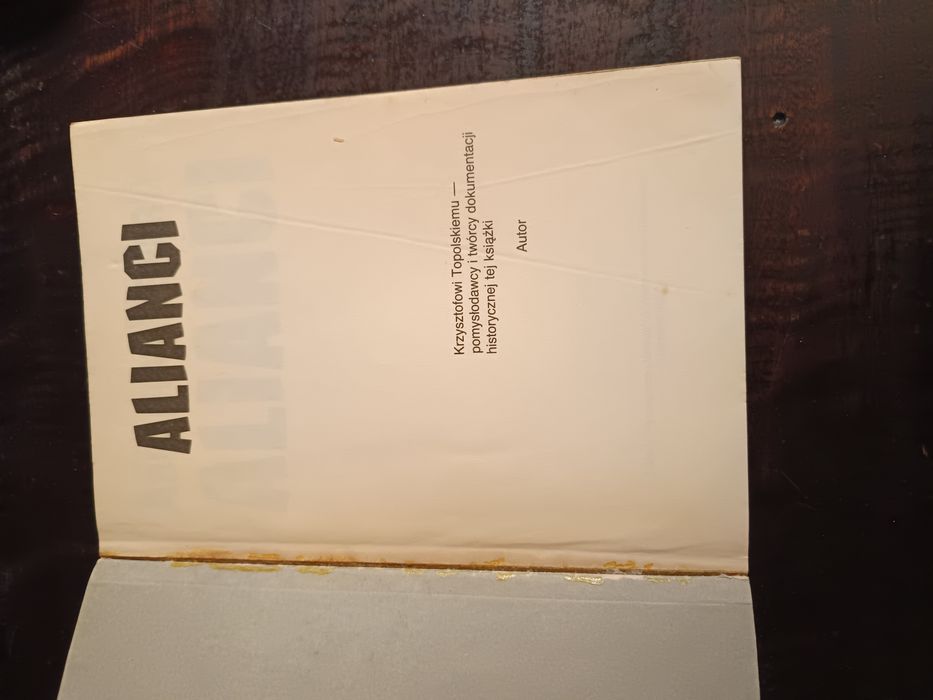 ALIANCI
Krzysztofowi Topolskiemu —
pomysłodawcy i twórcy dokumentacji
historycznej tej książki
Autor